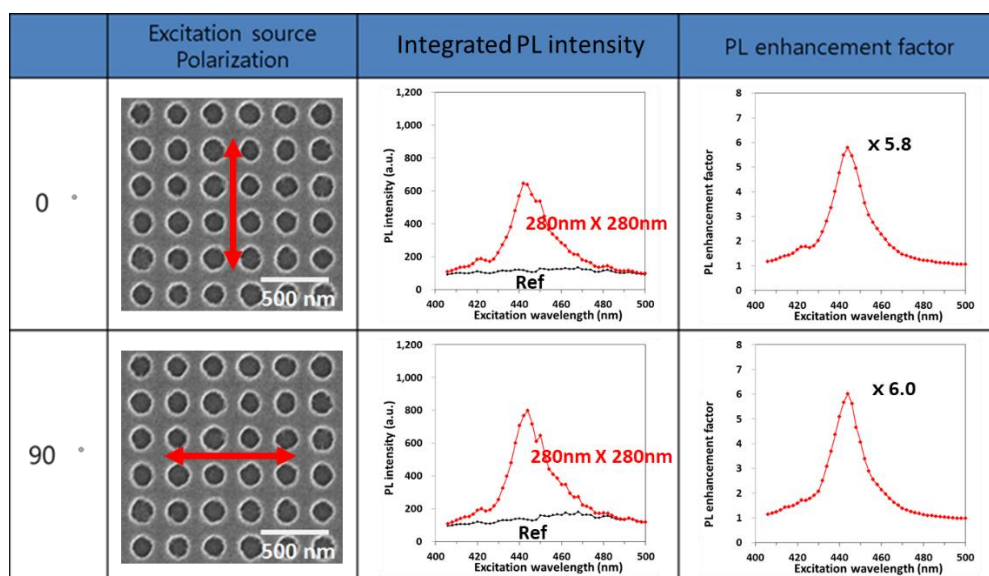 Excitation source
Polarization
Integrated PL intensity
PL enhancement factor
0 °
500 nm
1,200
1,000
800
600
400
200
0
PL intensity (a.u.)
280nm X 280nm
Ref
400 420 440 460 480 500
Excitation wavelength (nm)
8
7
6
5
4
3
2
1
0
PL enhancement factor
x 5.8
400 420 440 460 480 500
Excitation wavelength (nm)
90 °
500 nm
1,200
1,000
800
600
400
200
0
PL intensity (a.u.)
280nm X 280nm
Ref
400 420 440 460 480 500
Excitation wavelength (nm)
8
7
6
5
4
3
2
1
0
PL enhancement factor
x 6.0
400 420 440 460 480 500
Excitation wavelength (nm)